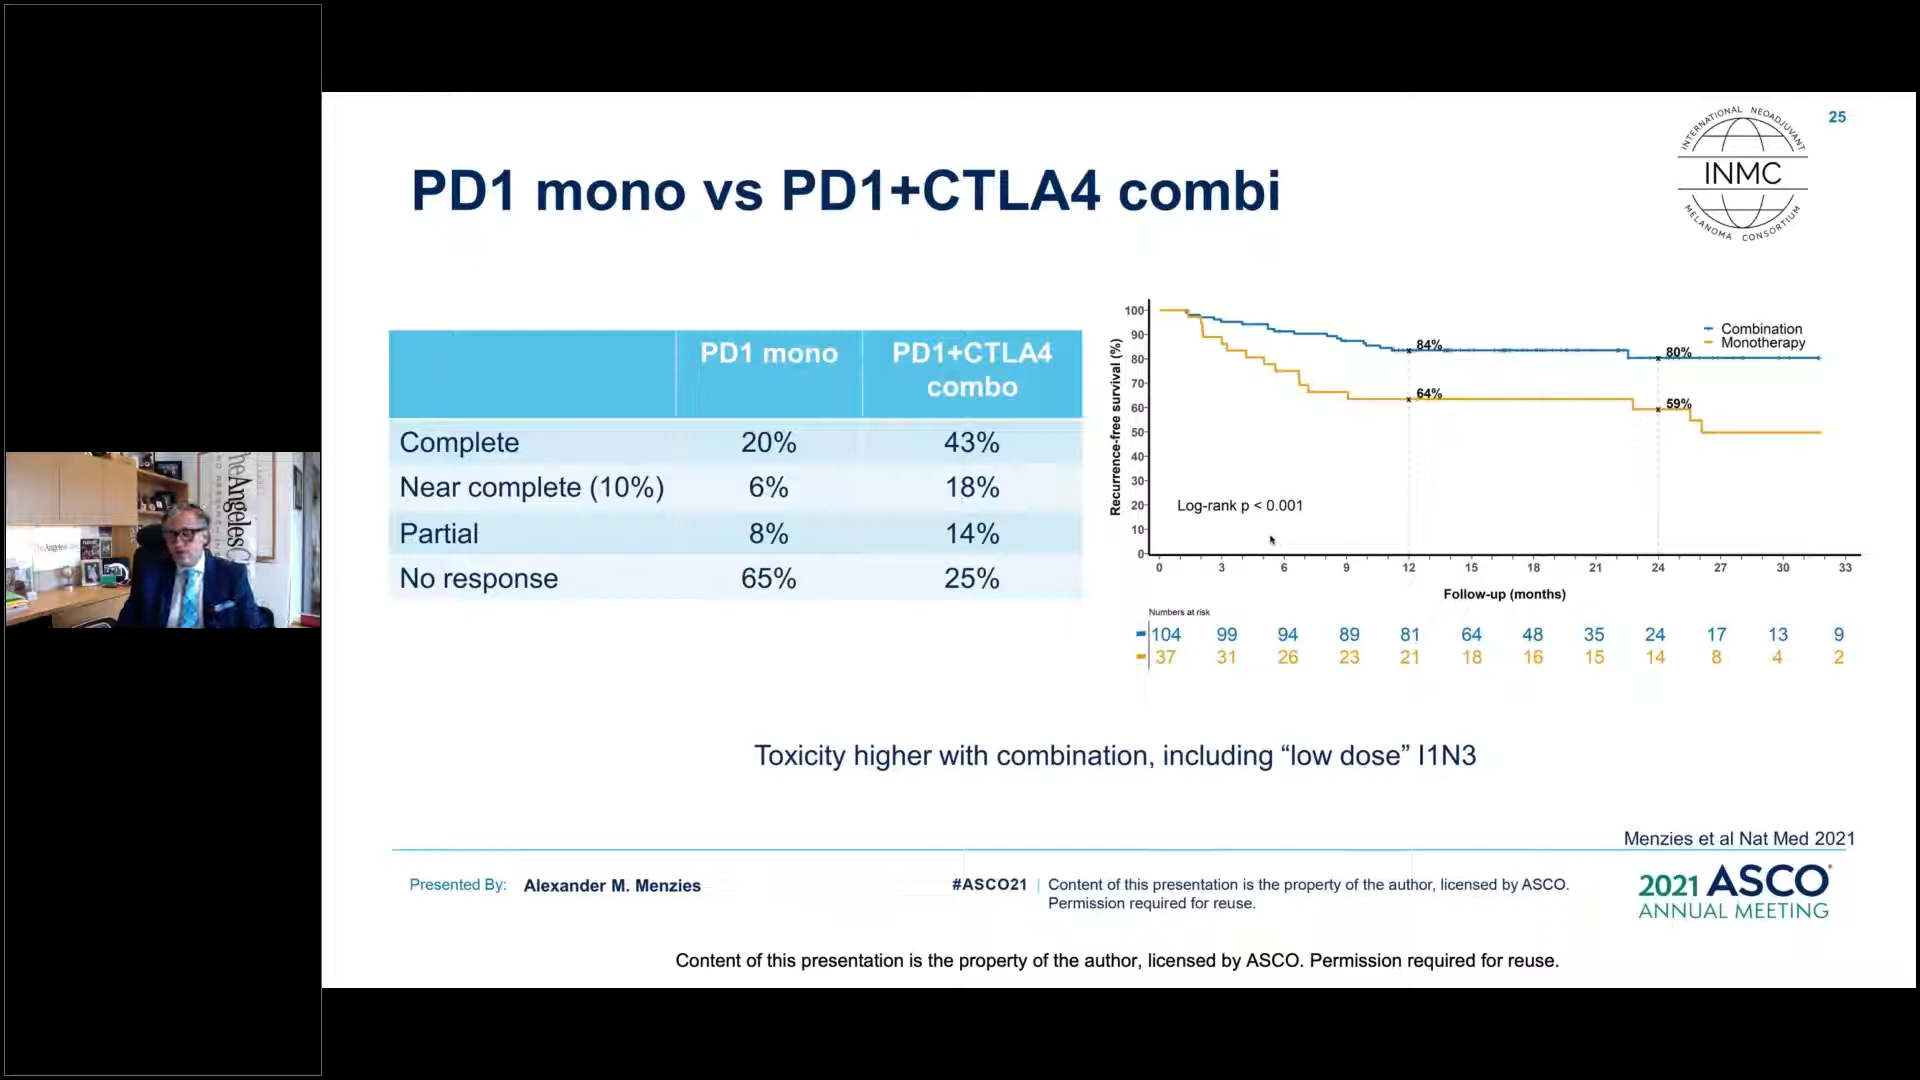 25
INTERNATIONAL NEOADJUVANT
INMC
MELANOMA CONSORTIUM
PD1 mono vs PD1+CTLA4 combi
PD1 mono PD1+CTLA4 combo
Complete 20% 43%
Near complete (10%) 6% 18%
Partial 8% 14%
No response 65% 25%
Recurrence-free survival (%)
100
90
80
70
60
50
40
30
20
10
0
Combination
Monotherapy
84%
80%
64%
59%
Log-rank p < 0.001
0 3 6 9 12 15 18 21 24 27 30 33
Follow-up (months)
Numbers at risk
104 99 94 89 81 64 48 35 24 17 13 9
37 31 26 23 21 18 16 15 14 8 4 2
Toxicity higher with combination, including “low dose” I1N3
Menzies et al Nat Med 2021
Presented By: Alexander M. Menzies
#ASCO21 | Content of this presentation is the property of the author, licensed by ASCO.
Permission required for reuse.
2021 ASCO
ANNUAL MEETING
Content of this presentation is the property of the author, licensed by ASCO. Permission required for reuse.